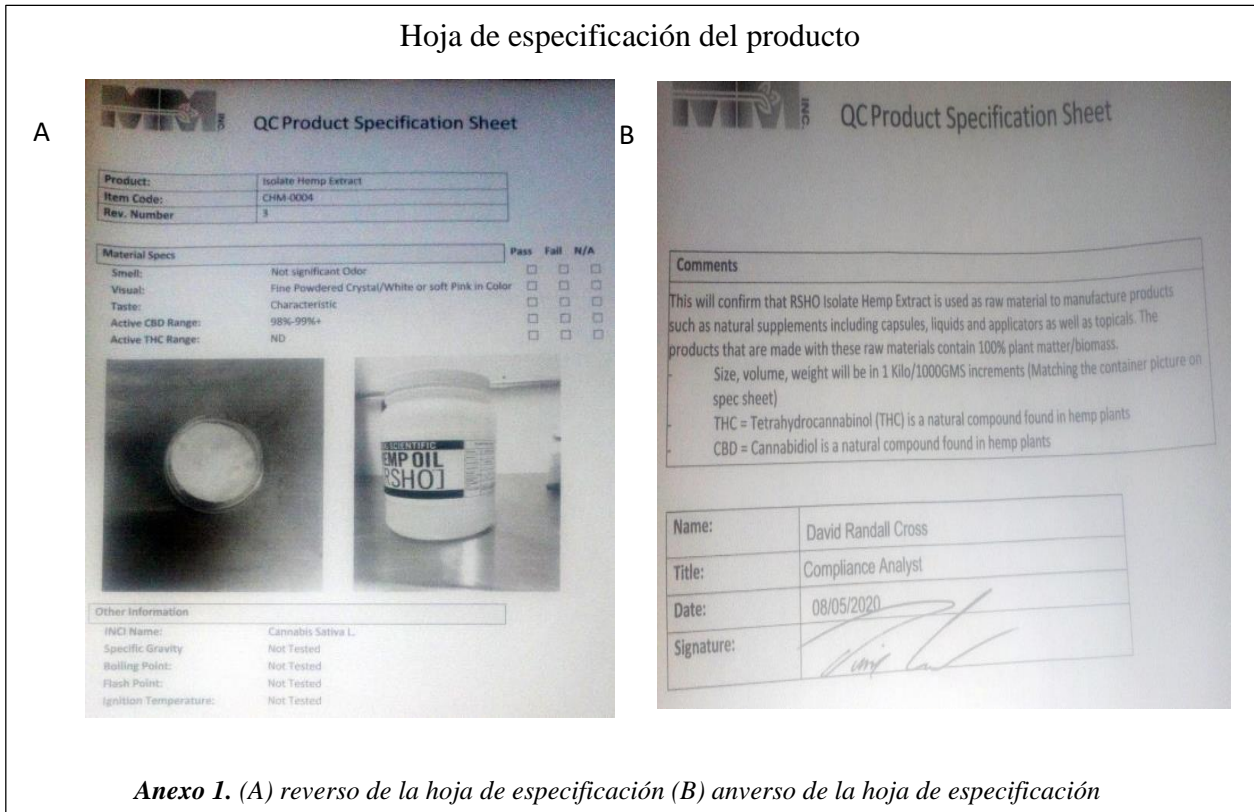 Hoja de especificación del producto
A
INC.
QC Product Specification Sheet
Product: Isolate Hemp Extract
Item Code: CHM-0004
Rev. Number 3
Material Specs Pass Fail N/A
Smell: Not significant Odor
Visual: Fine Powdered Crystal/White or soft Pink in Color
Taste: Characteristic
Active CBD Range: 98%-99%+
Active THC Range: ND
SCIENTIFIC
EMP OIL
RSHO]
Other Information
INCI Name: Cannabis Sativa L.
Specific Gravity Not Tested
Boiling Point: Not Tested
Flash Point: Not Tested
Ignition Temperature: Not Tested
B
INC.
QC Product Specification Sheet
Comments
This will confirm that RSHO Isolate Hemp Extract is used as raw material to manufacture products
such as natural supplements including capsules, liquids and applicators as well as topicals. The
products that are made with these raw materials contain 100% plant matter/biomass.
- Size, volume, weight will be in 1 Kilo/1000GMS increments (Matching the container picture on
spec sheet)
- THC = Tetrahydrocannabinol (THC) is a natural compound found in hemp plants
- CBD = Cannabidiol is a natural compound found in hemp plants
Name: David Randall Cross
Title: Compliance Analyst
Date: 08/05/2020
Signature:
Anexo 1. (A) reverso de la hoja de especificación (B) anverso de la hoja de especificación